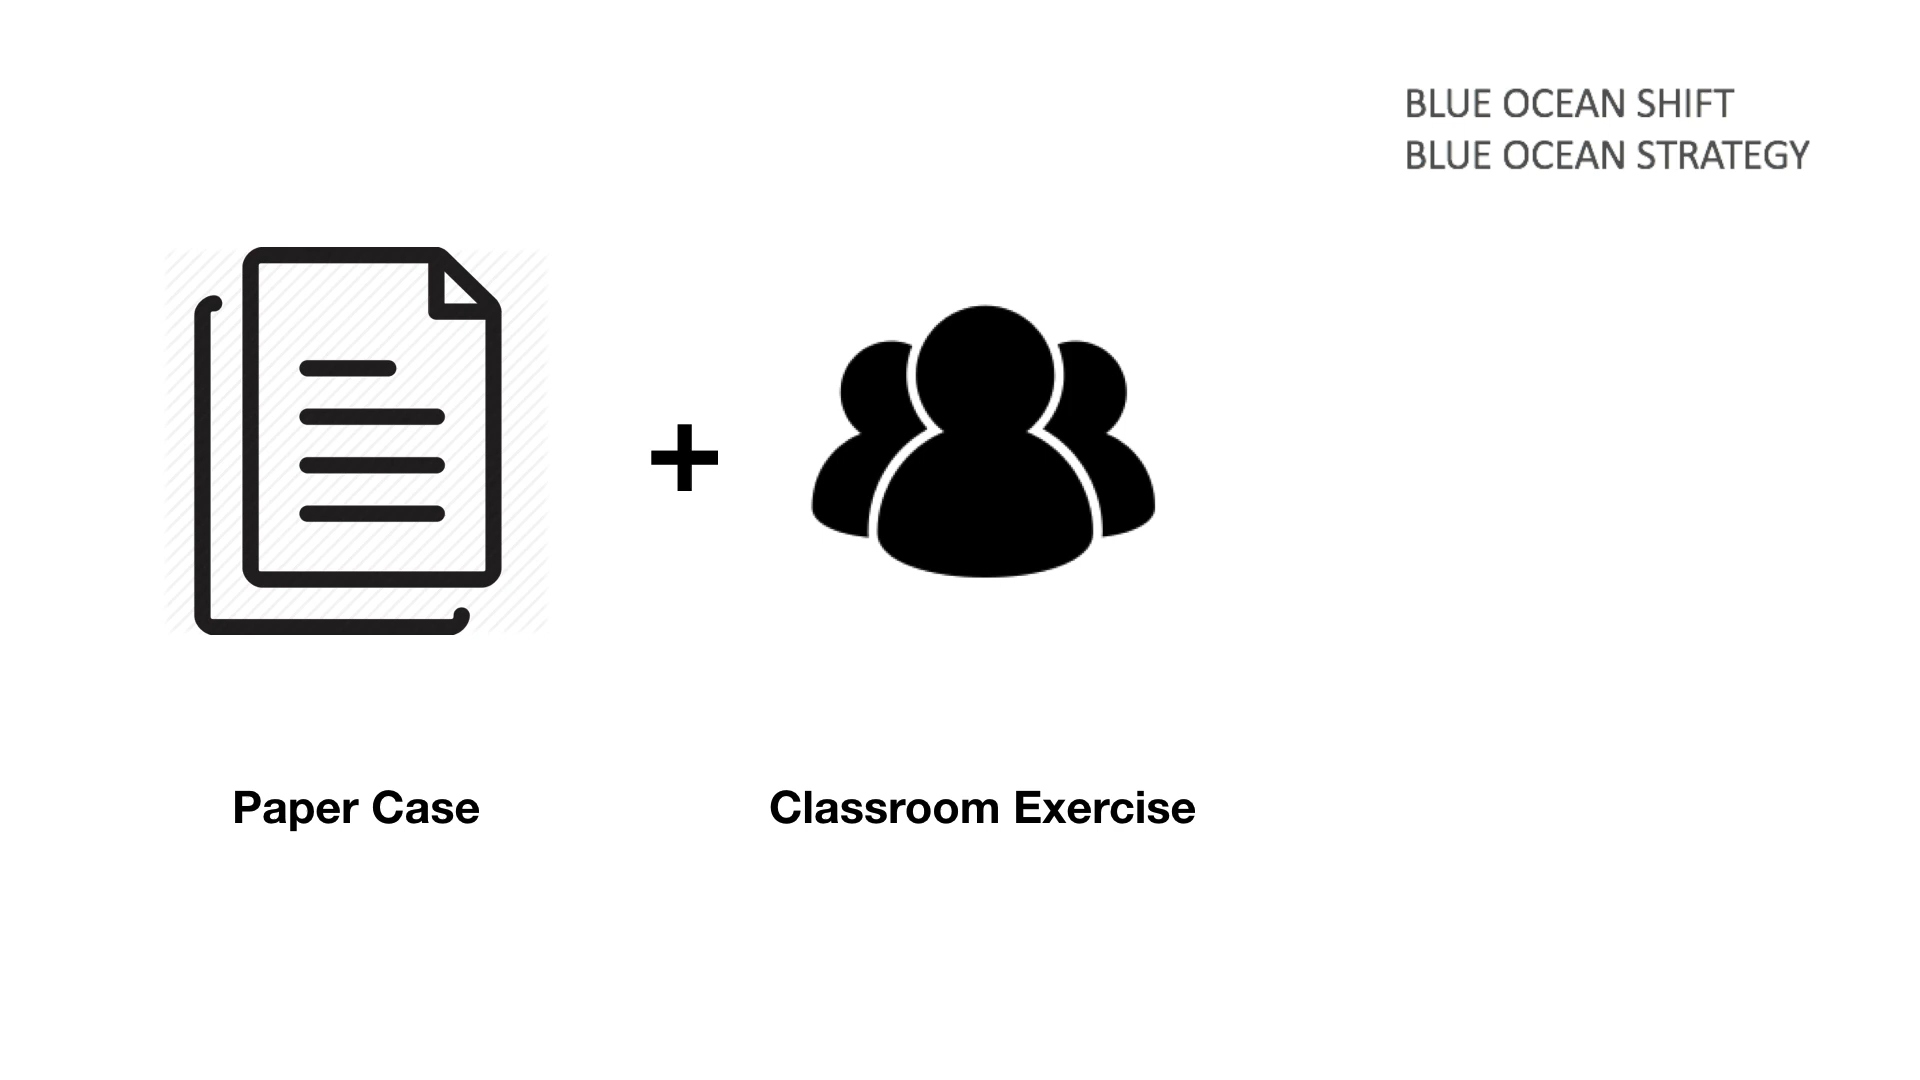 BLUE OCEAN SHIFT
BLUE OCEAN STRATEGY
+
Paper Case
Classroom Exercise